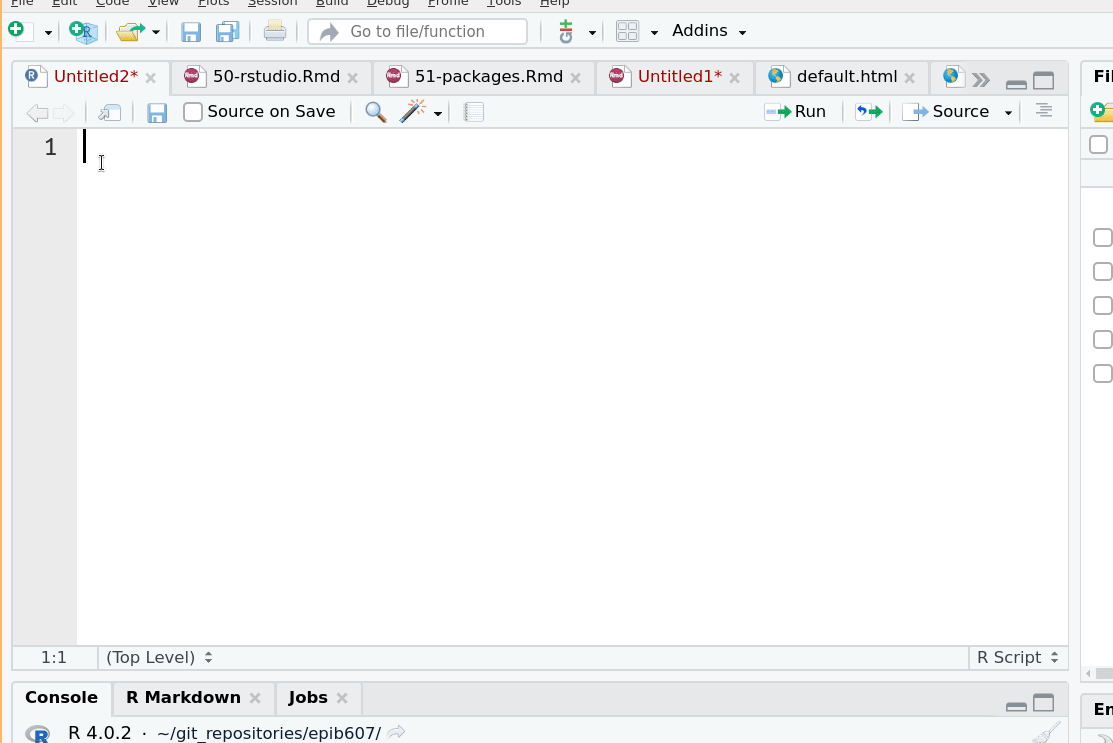 File Edit Code View Plots Session Build Debug Profile Tools Help
Go to file/function Addins
Untitled2* 50-rstudio.Rmd 51-packages.Rmd Untitled1* default.html
Source on Save Run Source
1
1:1 (Top Level) R Script
Console R Markdown Jobs
R 4.0.2 · ~/git_repositories/epib607/